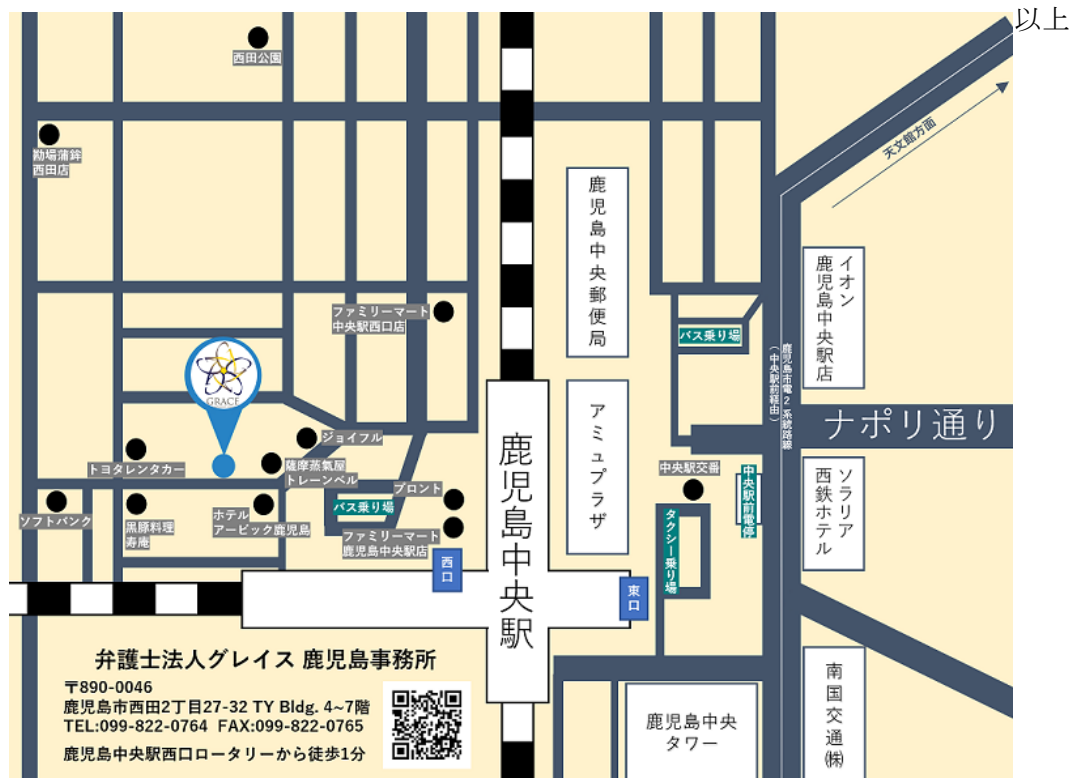 以上
西田公園
勘場蒲鉾
西田店
天文館方面
鹿児島中央郵便局
イオン
鹿児島中央駅店
ファミリーマート
中央駅西口店
バス乗り場
鹿児島市電2系統路線
(中央駅前経由)
GRACE
アミュプラザ
ナポリ通り
ジョイフル
鹿児島中央駅
トヨタレンタカー
薩摩蒸氣屋
トレーンベル
中央駅交番
中央駅前電停
ソラリア
西鉄ホテル
ソフトバンク
黒豚料理
寿庵
ホテル
アービック鹿児島
バス乗り場
プロント
ファミリーマート
鹿児島中央駅店
タクシー乗り場
西口
東口
弁護士法人グレイス 鹿児島事務所
〒890-0046
鹿児島市西田2丁目27-32 TY Bldg. 4~7階
TEL:099-822-0764 FAX:099-822-0765
鹿児島中央駅西口ロータリーから徒歩1分
鹿児島中央
タワー
南国交通㈱